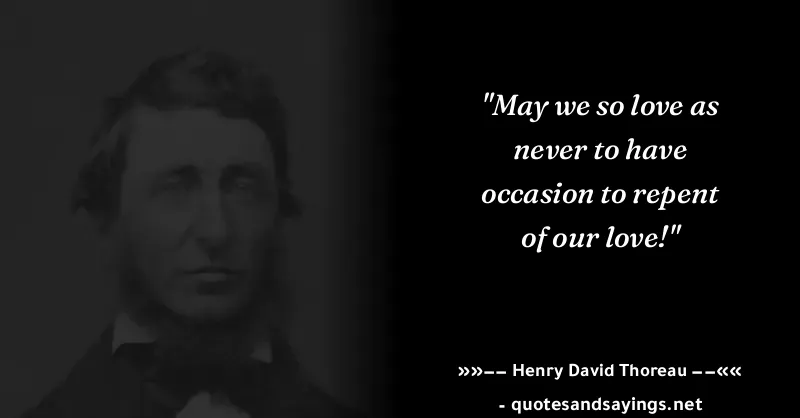 "May we so love as
never to have
occasion to repent
of our love!"
»»−− Henry David Thoreau −−««
- quotesandsayings.net